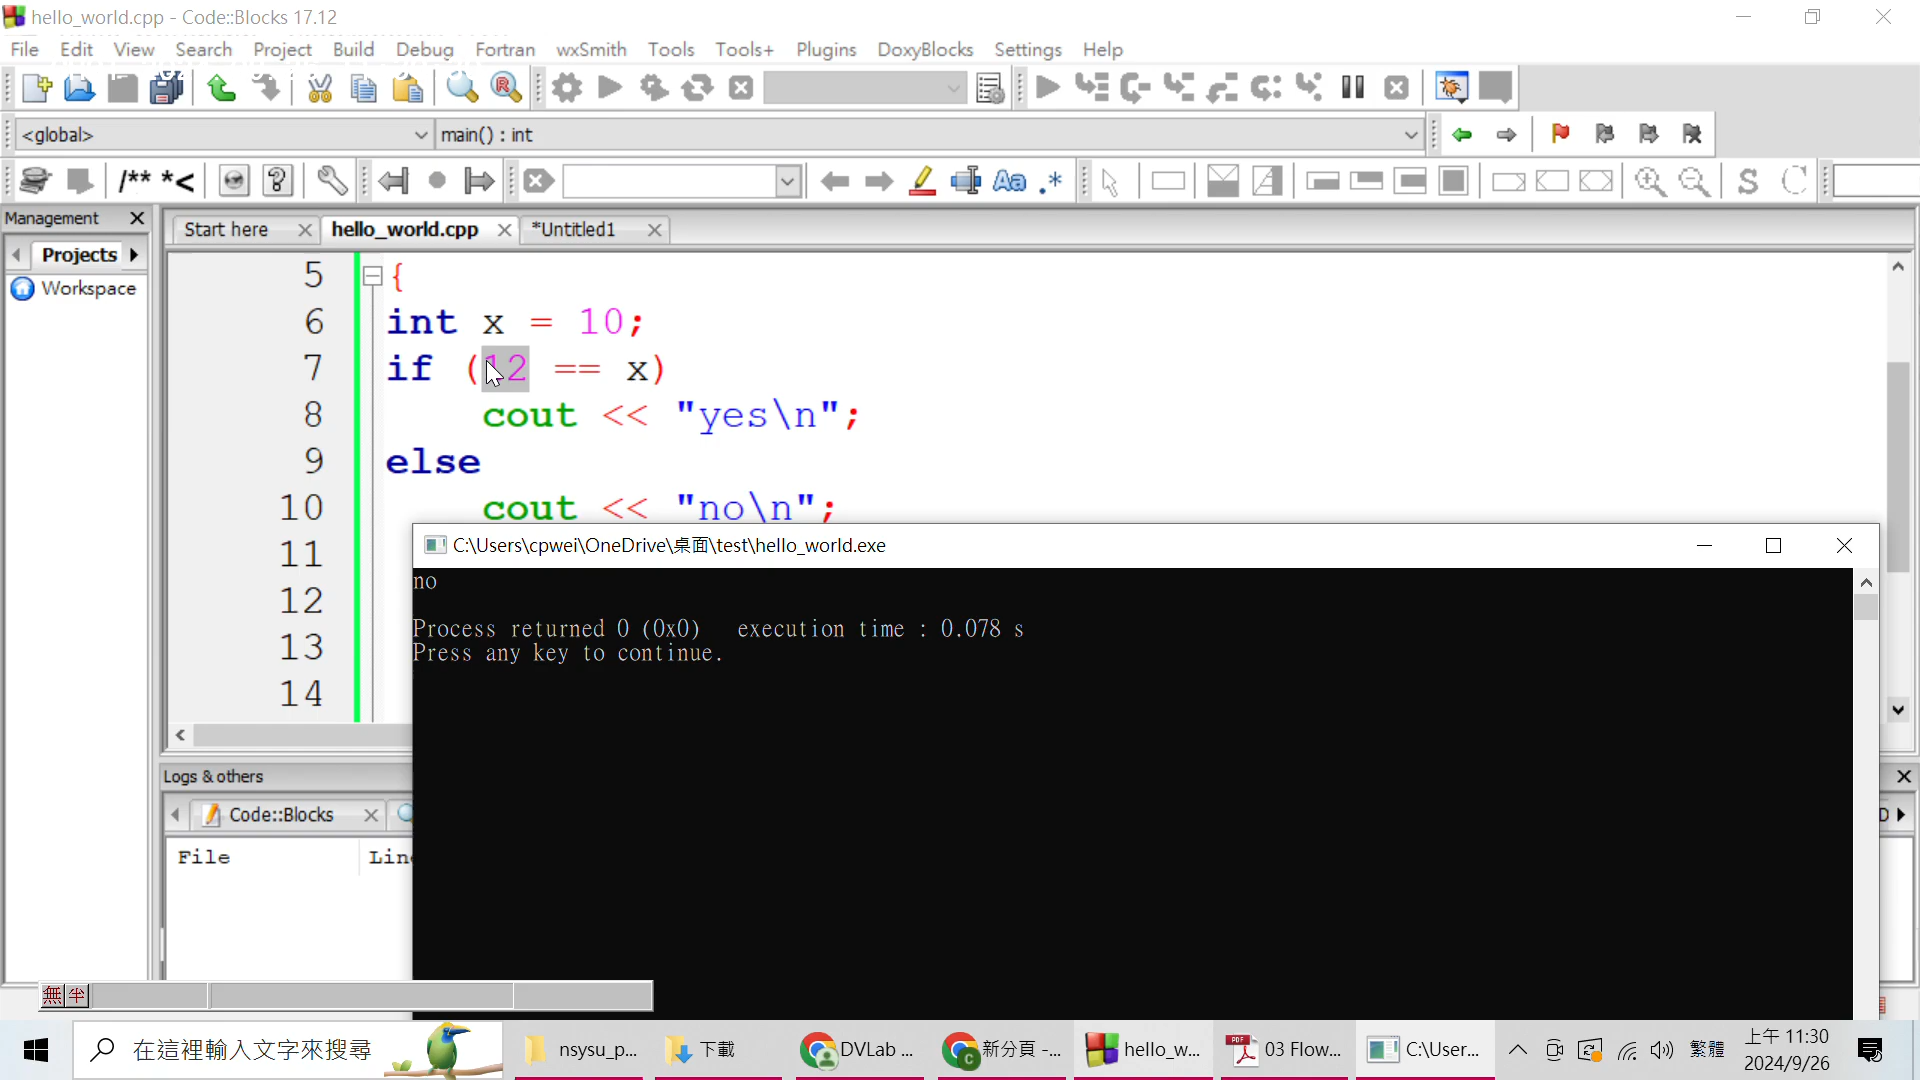 hello_world.cpp - Code::Blocks 17.12
File Edit View Search Project Build Debug Fortran wxSmith Tools Tools+ Plugins DoxyBlocks Settings Help
<global> main() : int
/** *< Aa .* S C
Management
Start here hello_world.cpp *Untitled1
Projects
Workspace
5 {
6 int x = 10;
7 if (12 == x)
8 cout << "yes\n";
9 else
10 cout << "no\n";
11
12
13
14
C:\Users\cpwei\OneDrive\桌面\test\hello_world.exe
no
Process returned 0 (0x0) execution time : 0.078 s
Press any key to continue.
Logs & others
Code::Blocks
File
無 半
在這裡輸入文字來搜尋 nsysu_p... 下載 DVLab ... 新分頁 -... hello_w... 03 Flow... C:\User... 繁體 上午 11:30
2024/9/26